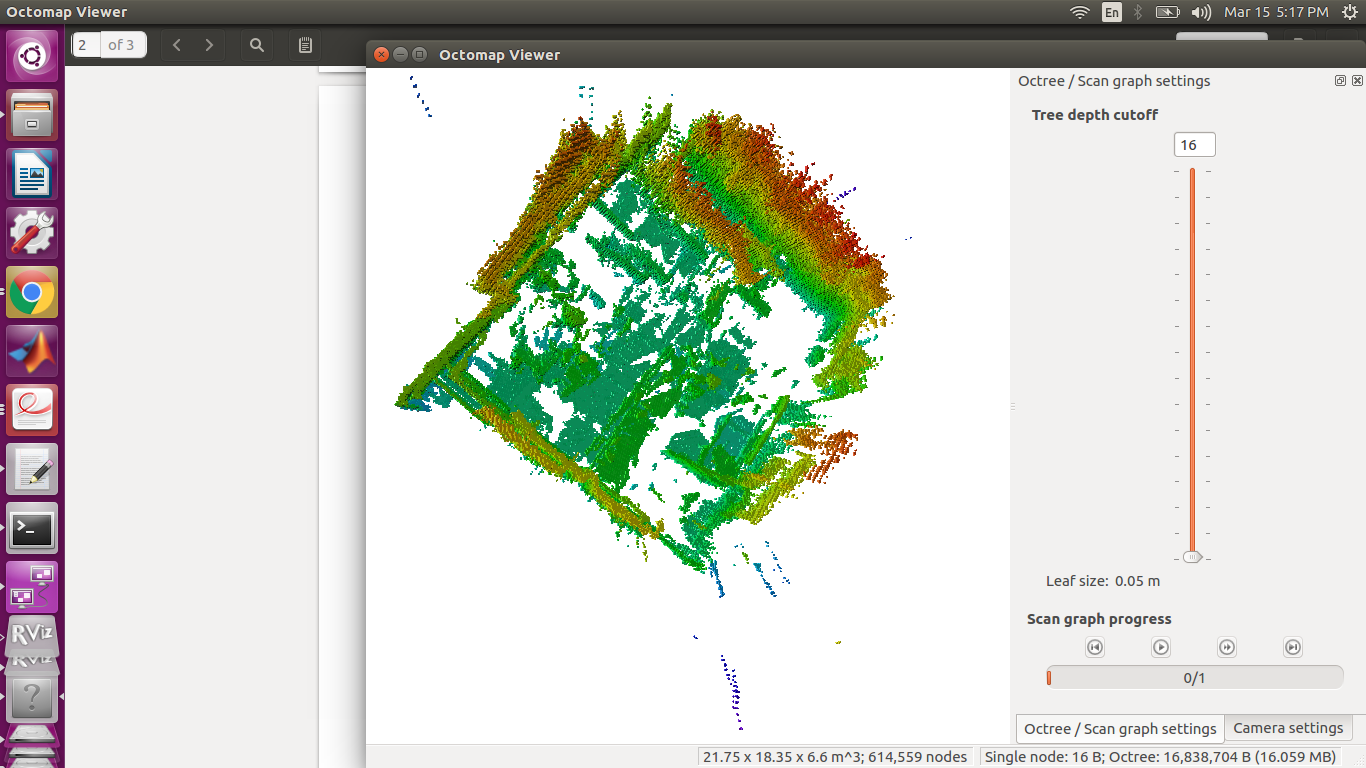 Octomap Viewer
En
Mar 15 5:17 PM
2 of 3
Octomap Viewer
Octree / Scan graph settings
Tree depth cutoff
16
Leaf size: 0.05 m
Scan graph progress
0/1
Octree / Scan graph settings
Camera settings
21.75 x 18.35 x 6.6 m^3; 614,559 nodes
Single node: 16 B; Octree: 16,838,704 B (16.059 MB)
>_
RViz
RViz
?